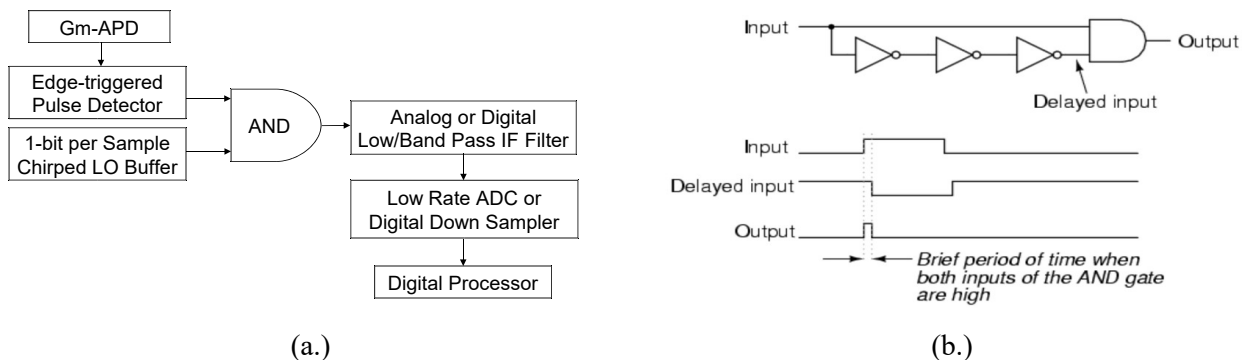 Gm-APD
Edge-triggered
Pulse Detector
1-bit per Sample
Chirped LO Buffer
AND
Analog or Digital
Low/Band Pass IF Filter
Low Rate ADC or
Digital Down Sampler
Digital Processor
(a.)
Input
Output
Delayed input
Input
Delayed input
Output
Brief period of time when
both inputs of the AND gate
are high
(b.)